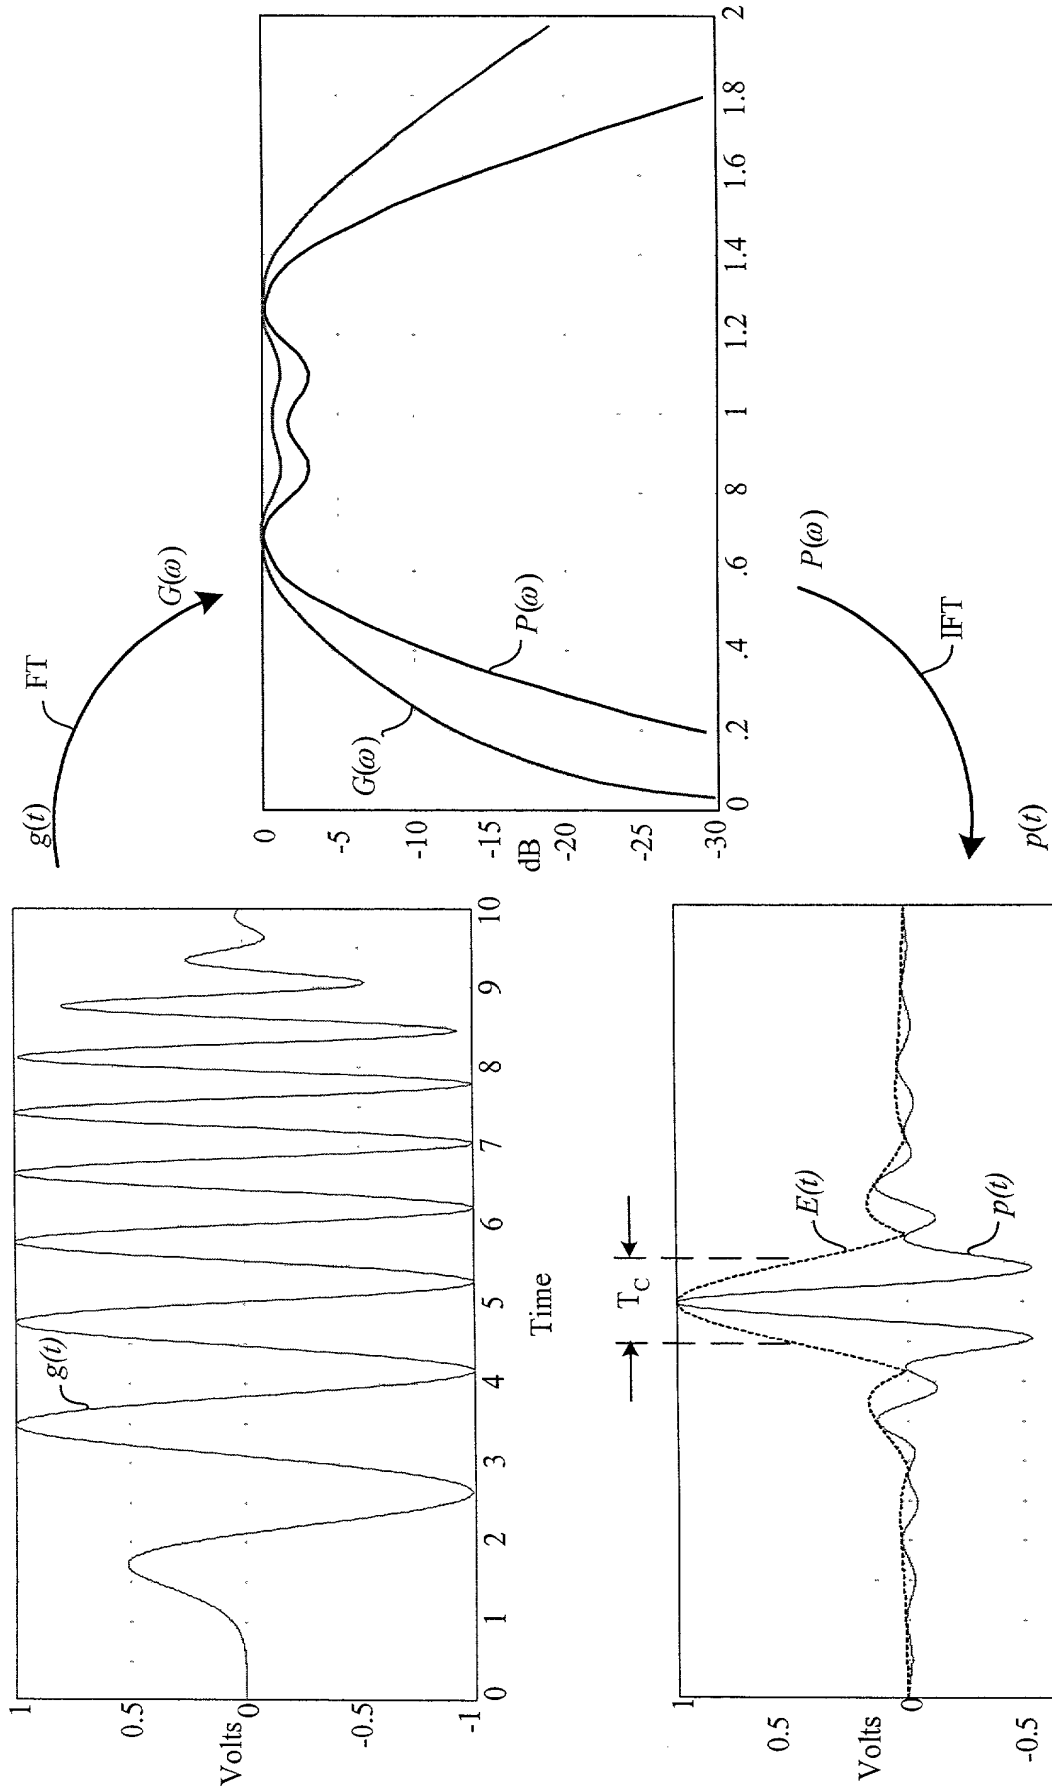 g(t)
FT
G(ω)
1
0.5
Volts
0
-0.5
-1
g(t)
0
1
2
3
4
5
6
7
8
9
10
Time
0
-5
-10
-15
dB
-20
-25
-30
G(ω)
P(ω)
0
.2
.4
.6
8
1
1.2
1.4
1.6
1.8
2
P(ω)
IFT
p(t)
1
0.5
Volts
0
-0.5
T_C
E(t)
p(t)